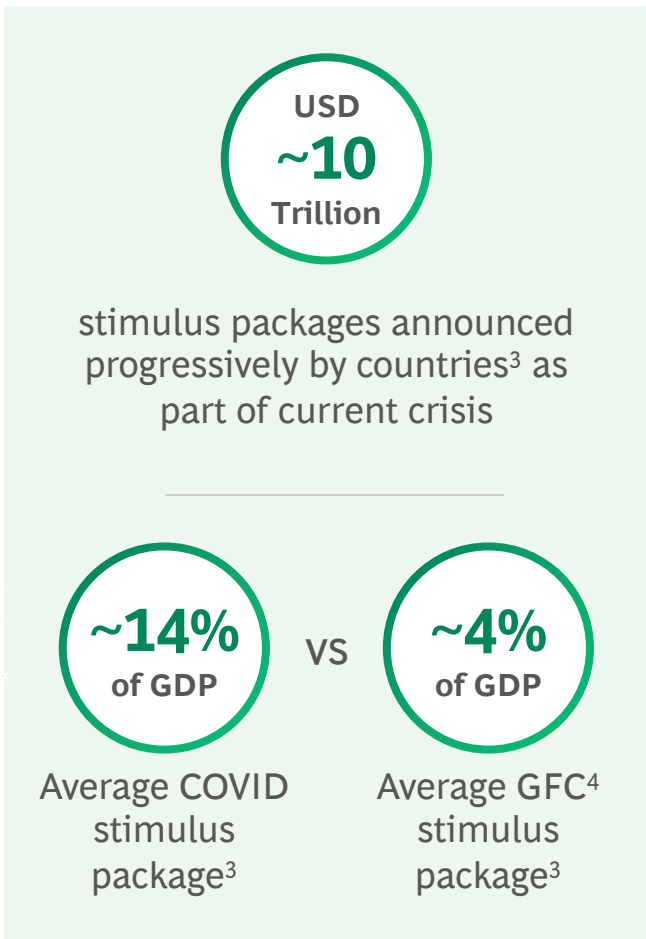 USD
~10
Trillion
stimulus packages announced
progressively by countries³ as
part of current crisis
~14%
of GDP
vs
~4%
of GDP
Average COVID
stimulus
package³
Average GFC⁴
stimulus
package³